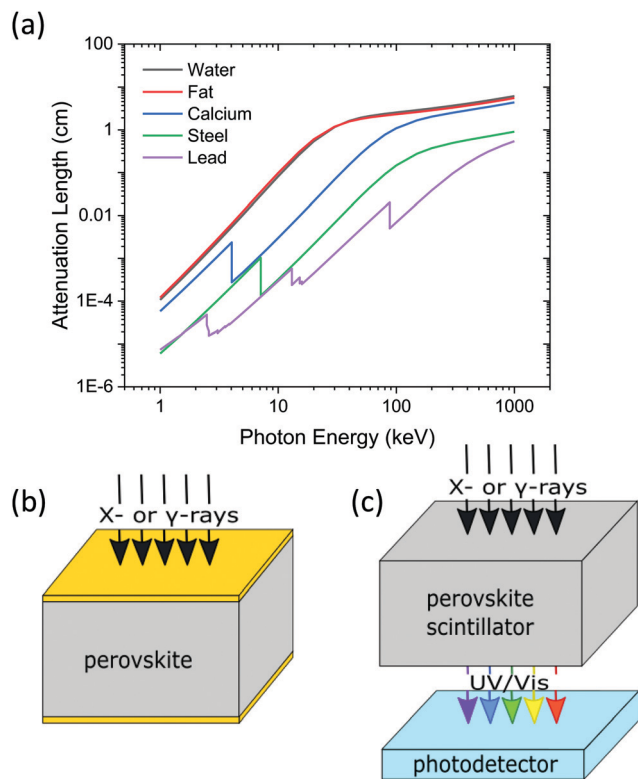 (a)
100
1
0.01
1E-4
1E-6
Attenuation Length (cm)
Water
Fat
Calcium
Steel
Lead
1
10
100
1000
Photon Energy (keV)
(b)
X- or γ-rays
perovskite
(c)
X- or γ-rays
perovskite
scintillator
UV/Vis
photodetector